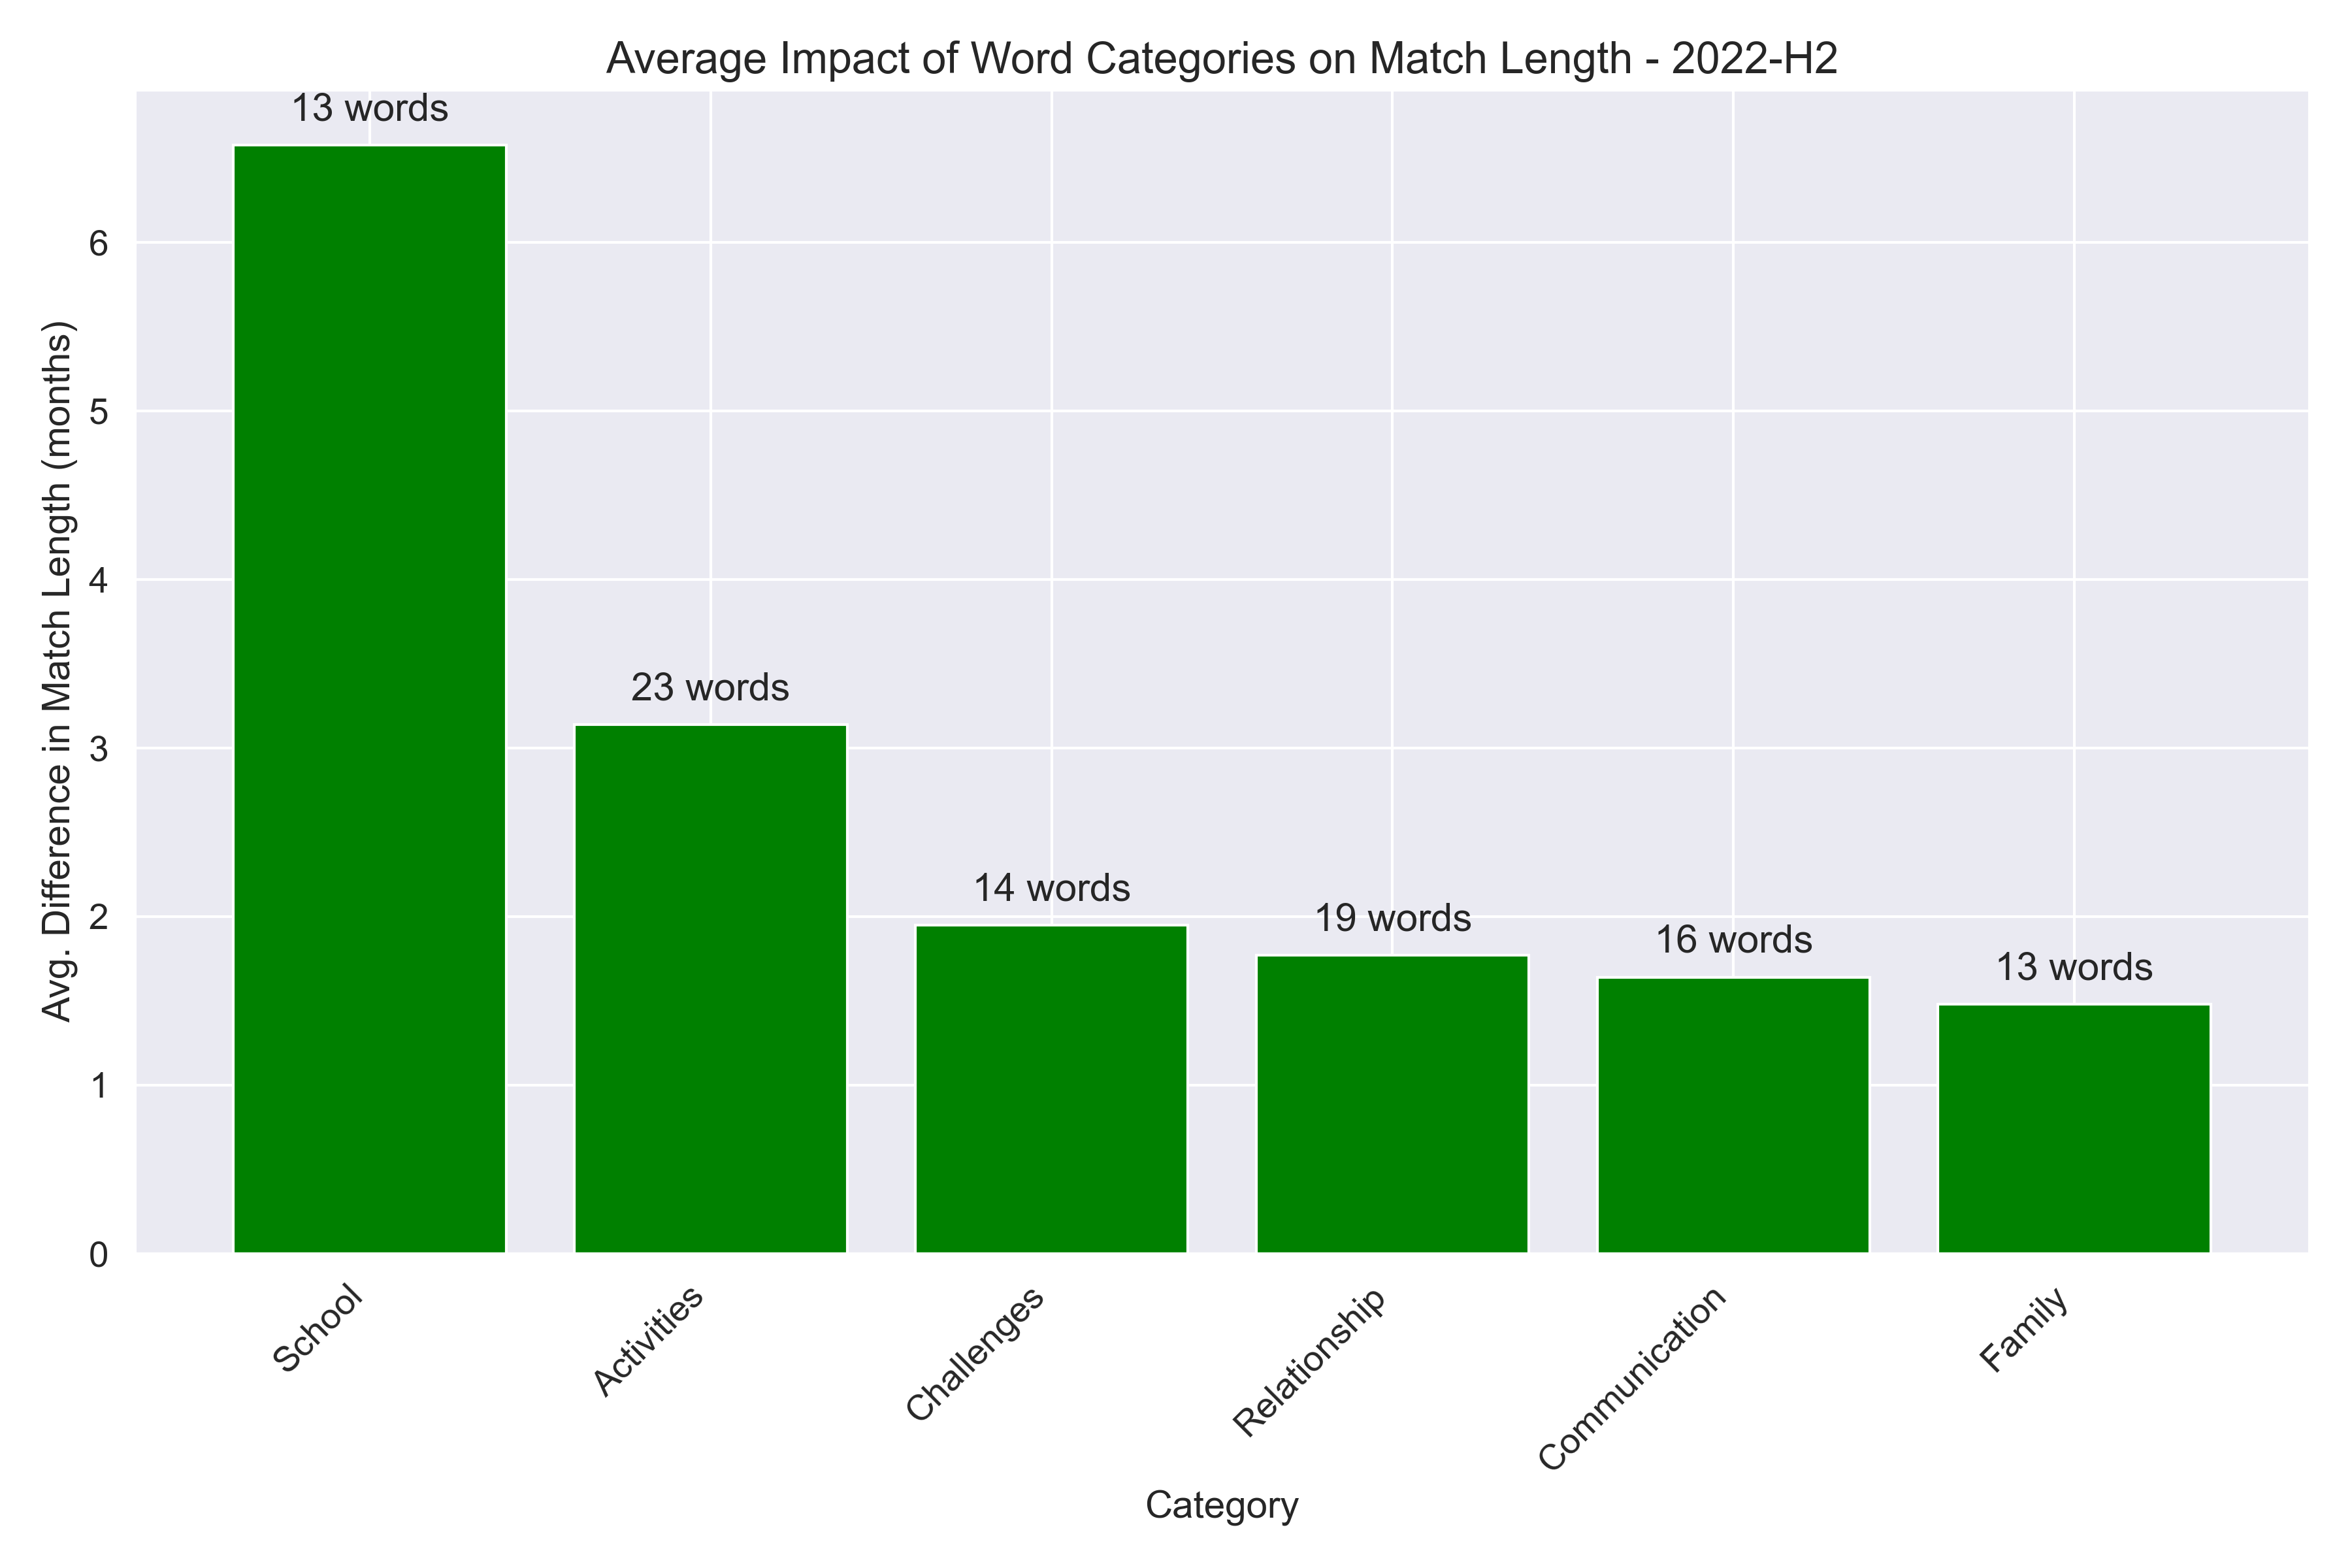 Average Impact of Word Categories on Match Length - 2022-H2
13 words
23 words
14 words
19 words
16 words
13 words
Avg. Difference in Match Length (months)
6
5
4
3
2
1
0
School
Activities
Challenges
Relationship
Communication
Family
Category